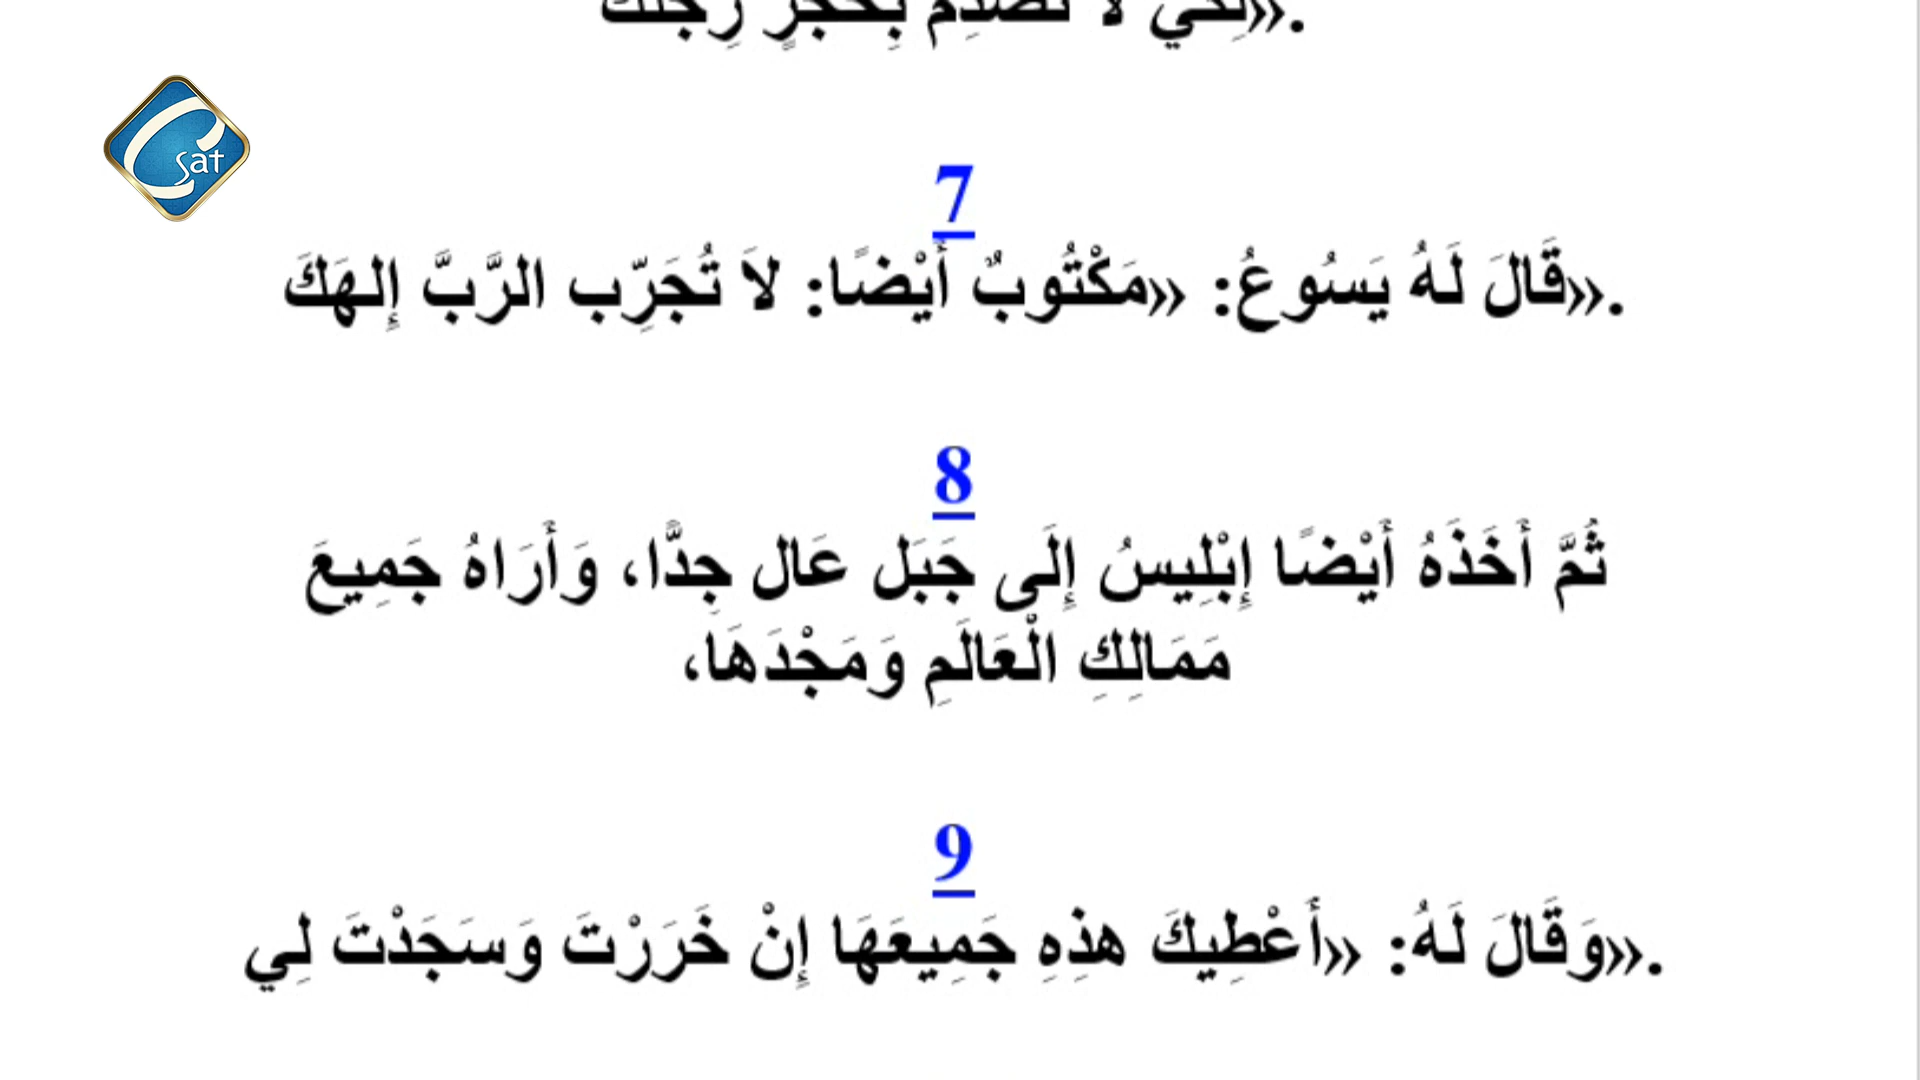 لِكَيْ لاَ تَصْدِمَ بِحَجَرٍ رِجْلَكَ».
Sat
7
قَالَ لَهُ يَسُوعُ: «مَكْتُوبٌ أَيْضًا: لاَ تُجَرِّب الرَّبَّ إِلهَكَ».
8
ثُمَّ أَخَذَهُ أَيْضًا إِبْلِيسُ إِلَى جَبَل عَال جِدًّا، وَأَرَاهُ جَمِيعَ
مَمَالِكِ الْعَالَمِ وَمَجْدَهَا،
9
وَقَالَ لَهُ: «أُعْطِيكَ هذِهِ جَمِيعَهَا إِنْ خَرَرْتَ وَسَجَدْتَ لِي».